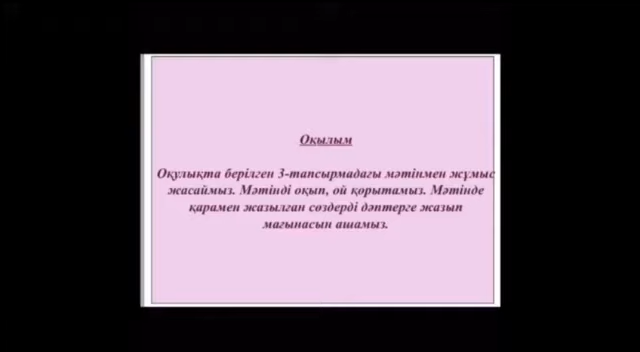 Оқылым
Оқулықта берілген 3-тапсырмадағы мәтінмен жұмыс
жасаймыз. Мәтінді оқып, ой қорытамыз. Мәтінде
қарамен жазылған сөздерді дәптерге жазып
мағынасын ашамыз.